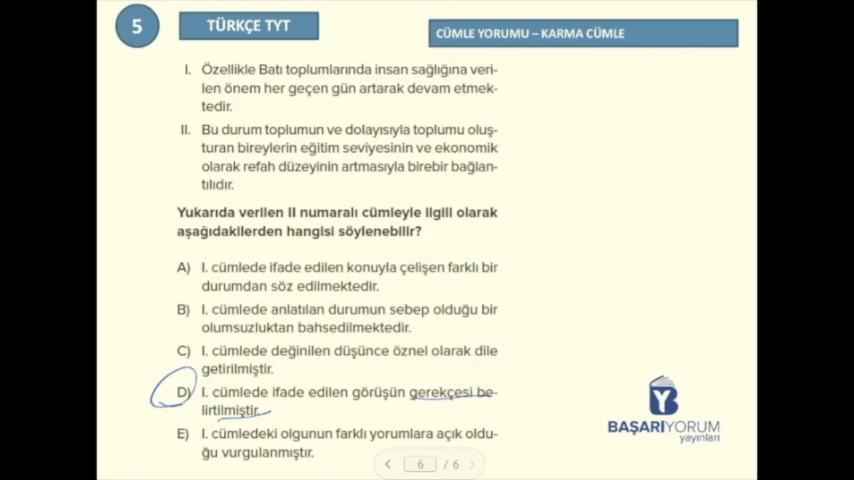 5
TÜRKÇE TYT
CÜMLE YORUMU – KARMA CÜMLE
I. Özellikle Batı toplumlarında insan sağlığına veri-
len önem her geçen gün artarak devam etmek-
tedir.
II. Bu durum toplumun ve dolayısıyla toplumu oluş-
turan bireylerin eğitim seviyesinin ve ekonomik
olarak refah düzeyinin artmasıyla birebir bağlan-
tılıdır.
Yukarıda verilen II numaralı cümleyle ilgili olarak
aşağıdakilerden hangisi söylenebilir?
A) I. cümlede ifade edilen konuyla çelişen farklı bir
durumdan söz edilmektedir.
B) I. cümlede anlatılan durumun sebep olduğu bir
olumsuzluktan bahsedilmektedir.
C) I. cümlede değinilen düşünce öznel olarak dile
getirilmiştir.
D) I. cümlede ifade edilen görüşün gerekçesi be-
lirtilmiştir.
E) I. cümledeki olgunun farklı yorumlara açık oldu-
ğu vurgulanmıştır.
BAŞARIYORUM
yayınları
6 / 6